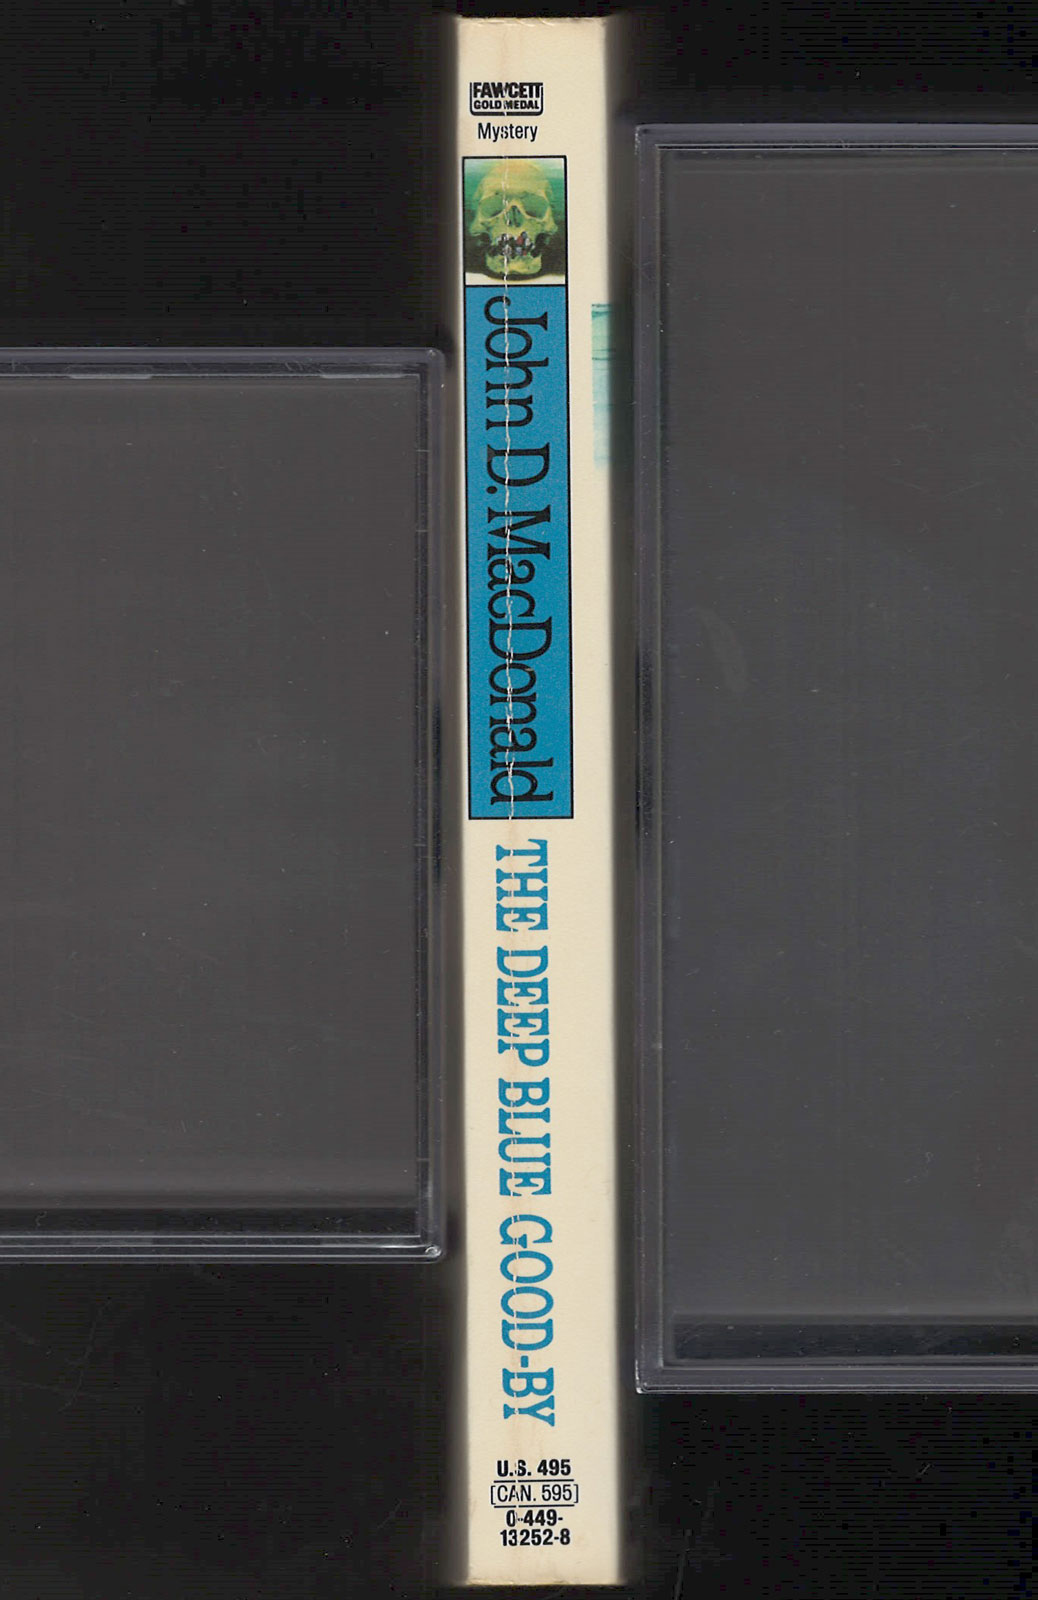 FAWCETT
GOLD MEDAL
Mystery
John D. MacDonald
THE DEEP BLUE GOOD-BY
U.S. 495
[CAN. 595]
0-449-
13252-8